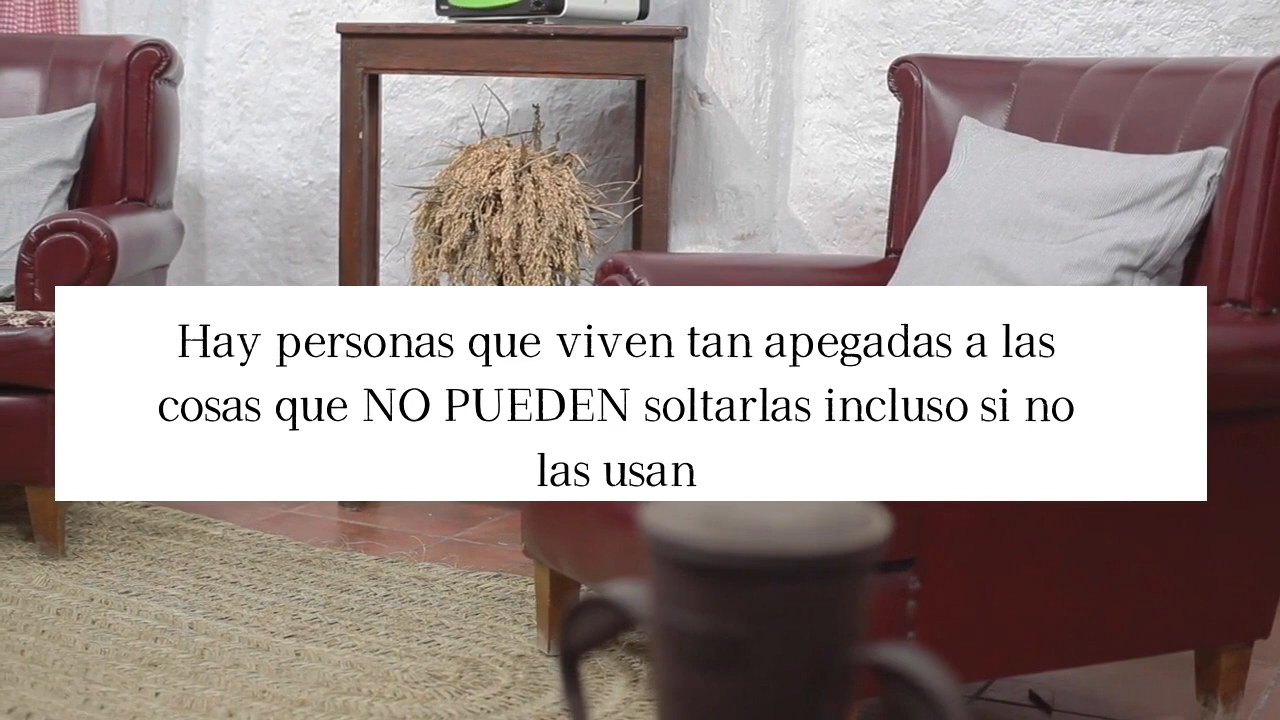 Hay personas que viven tan apegadas a las
cosas que NO PUEDEN soltarlas incluso si no
las usan